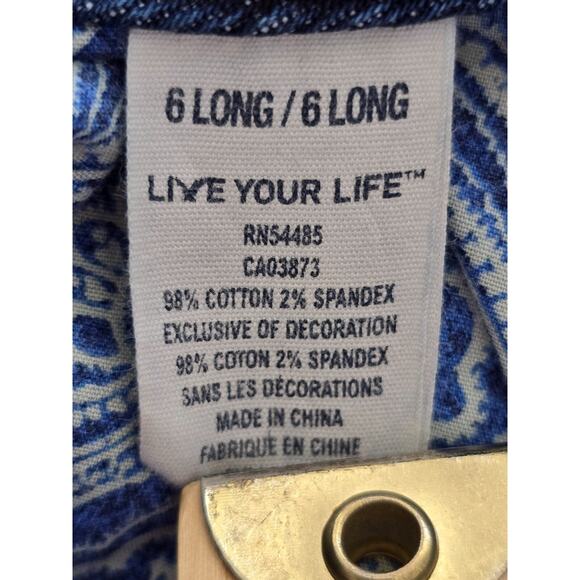 6 LONG / 6 LONG
LIVE YOUR LIFE™
RN54485
CA03873
98% COTTON 2% SPANDEX
EXCLUSIVE OF DECORATION
98% COTON 2% SPANDEX
SANS LES DÉCORATIONS
MADE IN CHINA
FABRIQUE EN CHINE